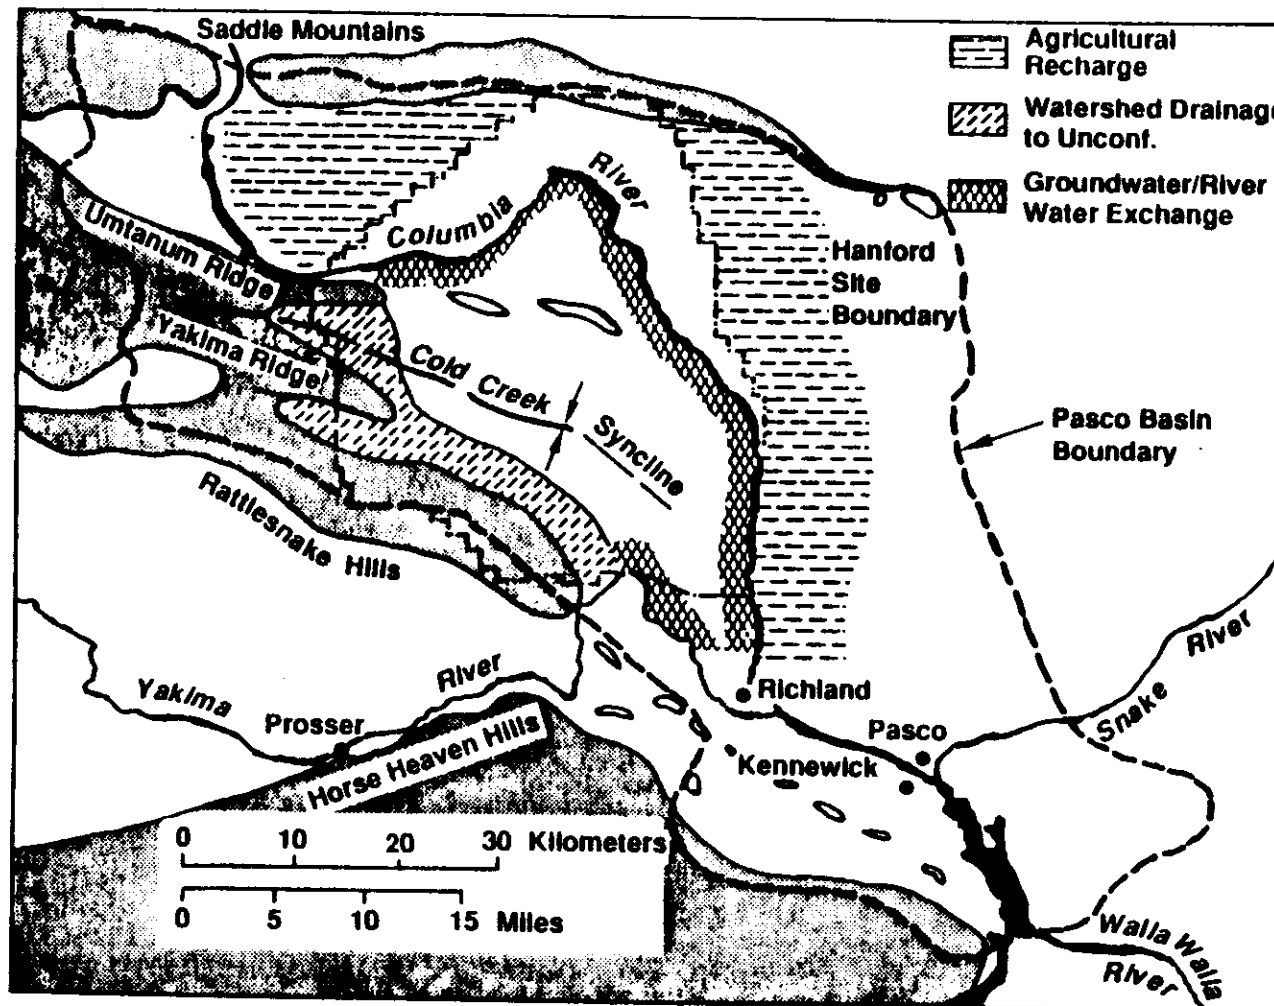 Saddle Mountains
Agricultural
Recharge
Watershed Drainage
to Unconf.
Groundwater/River
Water Exchange
River
Columbia
Umtanum Ridge
Yakima Ridge
Hanford
Site
Boundary
Cold Creek
Syncline
Pasco Basin
Boundary
Rattlesnake Hills
River
Snake
Yakima
River
Prosser
Richland
Pasco
Kennewick
Horse Heaven Hills
0 10 20 30 Kilometers
0 5 10 15 Miles
Walla Walla
River